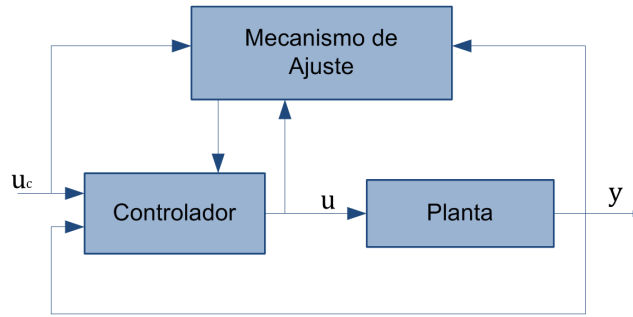 Mecanismo de
Ajuste
uc
Controlador
u
Planta
y